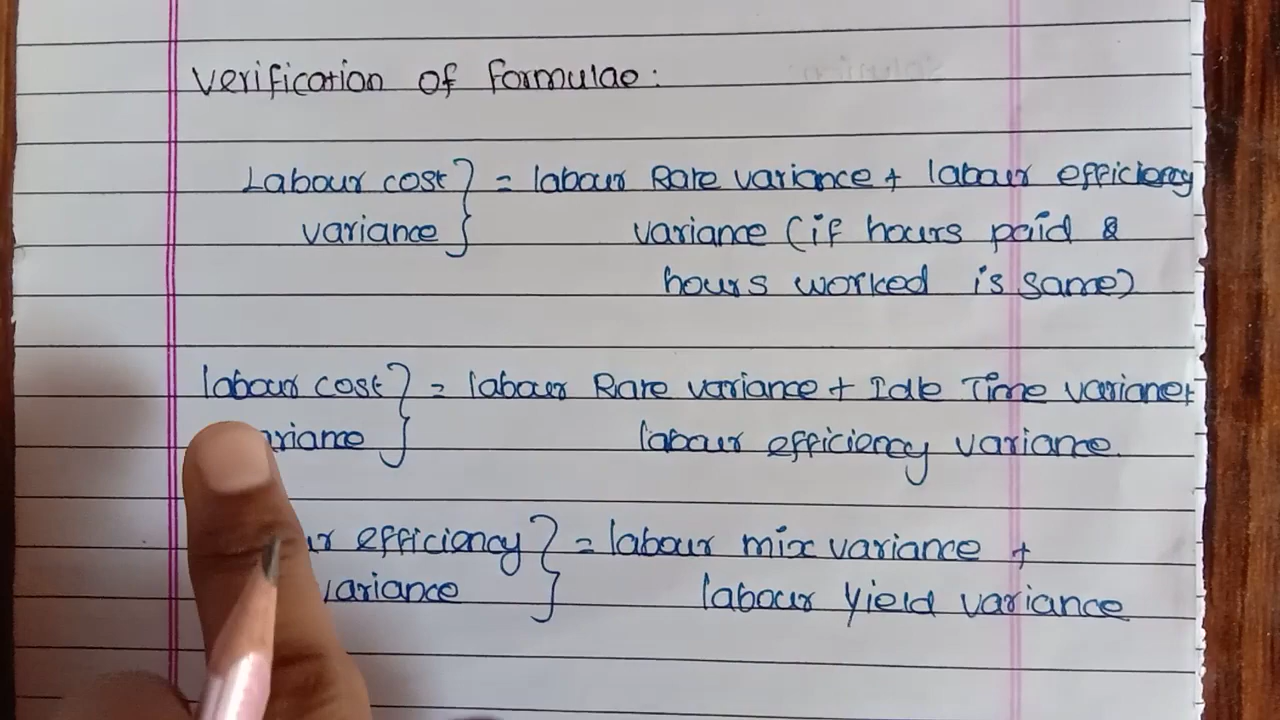 Verification of Formulae:
Labour cost } = labour Rate variance + labour efficiency
variance variance (if hours paid &
hours worked is same)
labour cost } = labour Rate variance + Idle Time variance+
ariance labour efficiency variance.
ur efficiency } = labour mix variance +
variance labour Yield variance